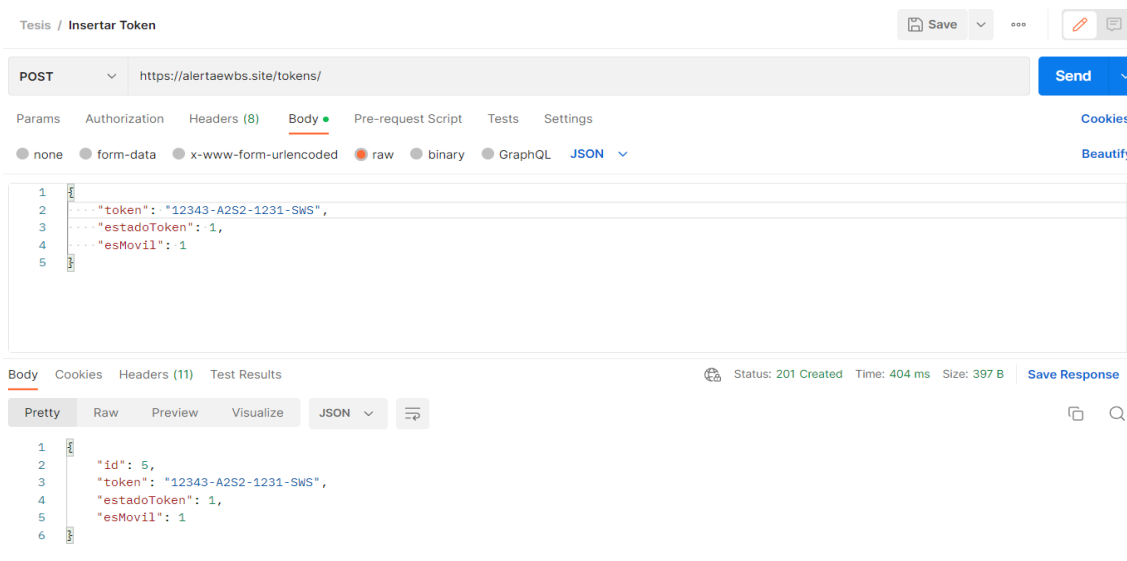 Tesis / Insertar Token Save
POST https://alertaewbs.site/tokens/ Send
Params Authorization Headers (8) Body Pre-request Script Tests Settings Cookies
none form-data x-www-form-urlencoded raw binary GraphQL JSON Beautify
1 {
2 "token": "12343-A2S2-1231-SWS",
3 "estadoToken": 1,
4 "esMovil": 1
5 }
Body Cookies Headers (11) Test Results Status: 201 Created Time: 404 ms Size: 397 B Save Response
Pretty Raw Preview Visualize JSON
1 {
2 "id": 5,
3 "token": "12343-A2S2-1231-SWS",
4 "estadoToken": 1,
5 "esMovil": 1
6 }